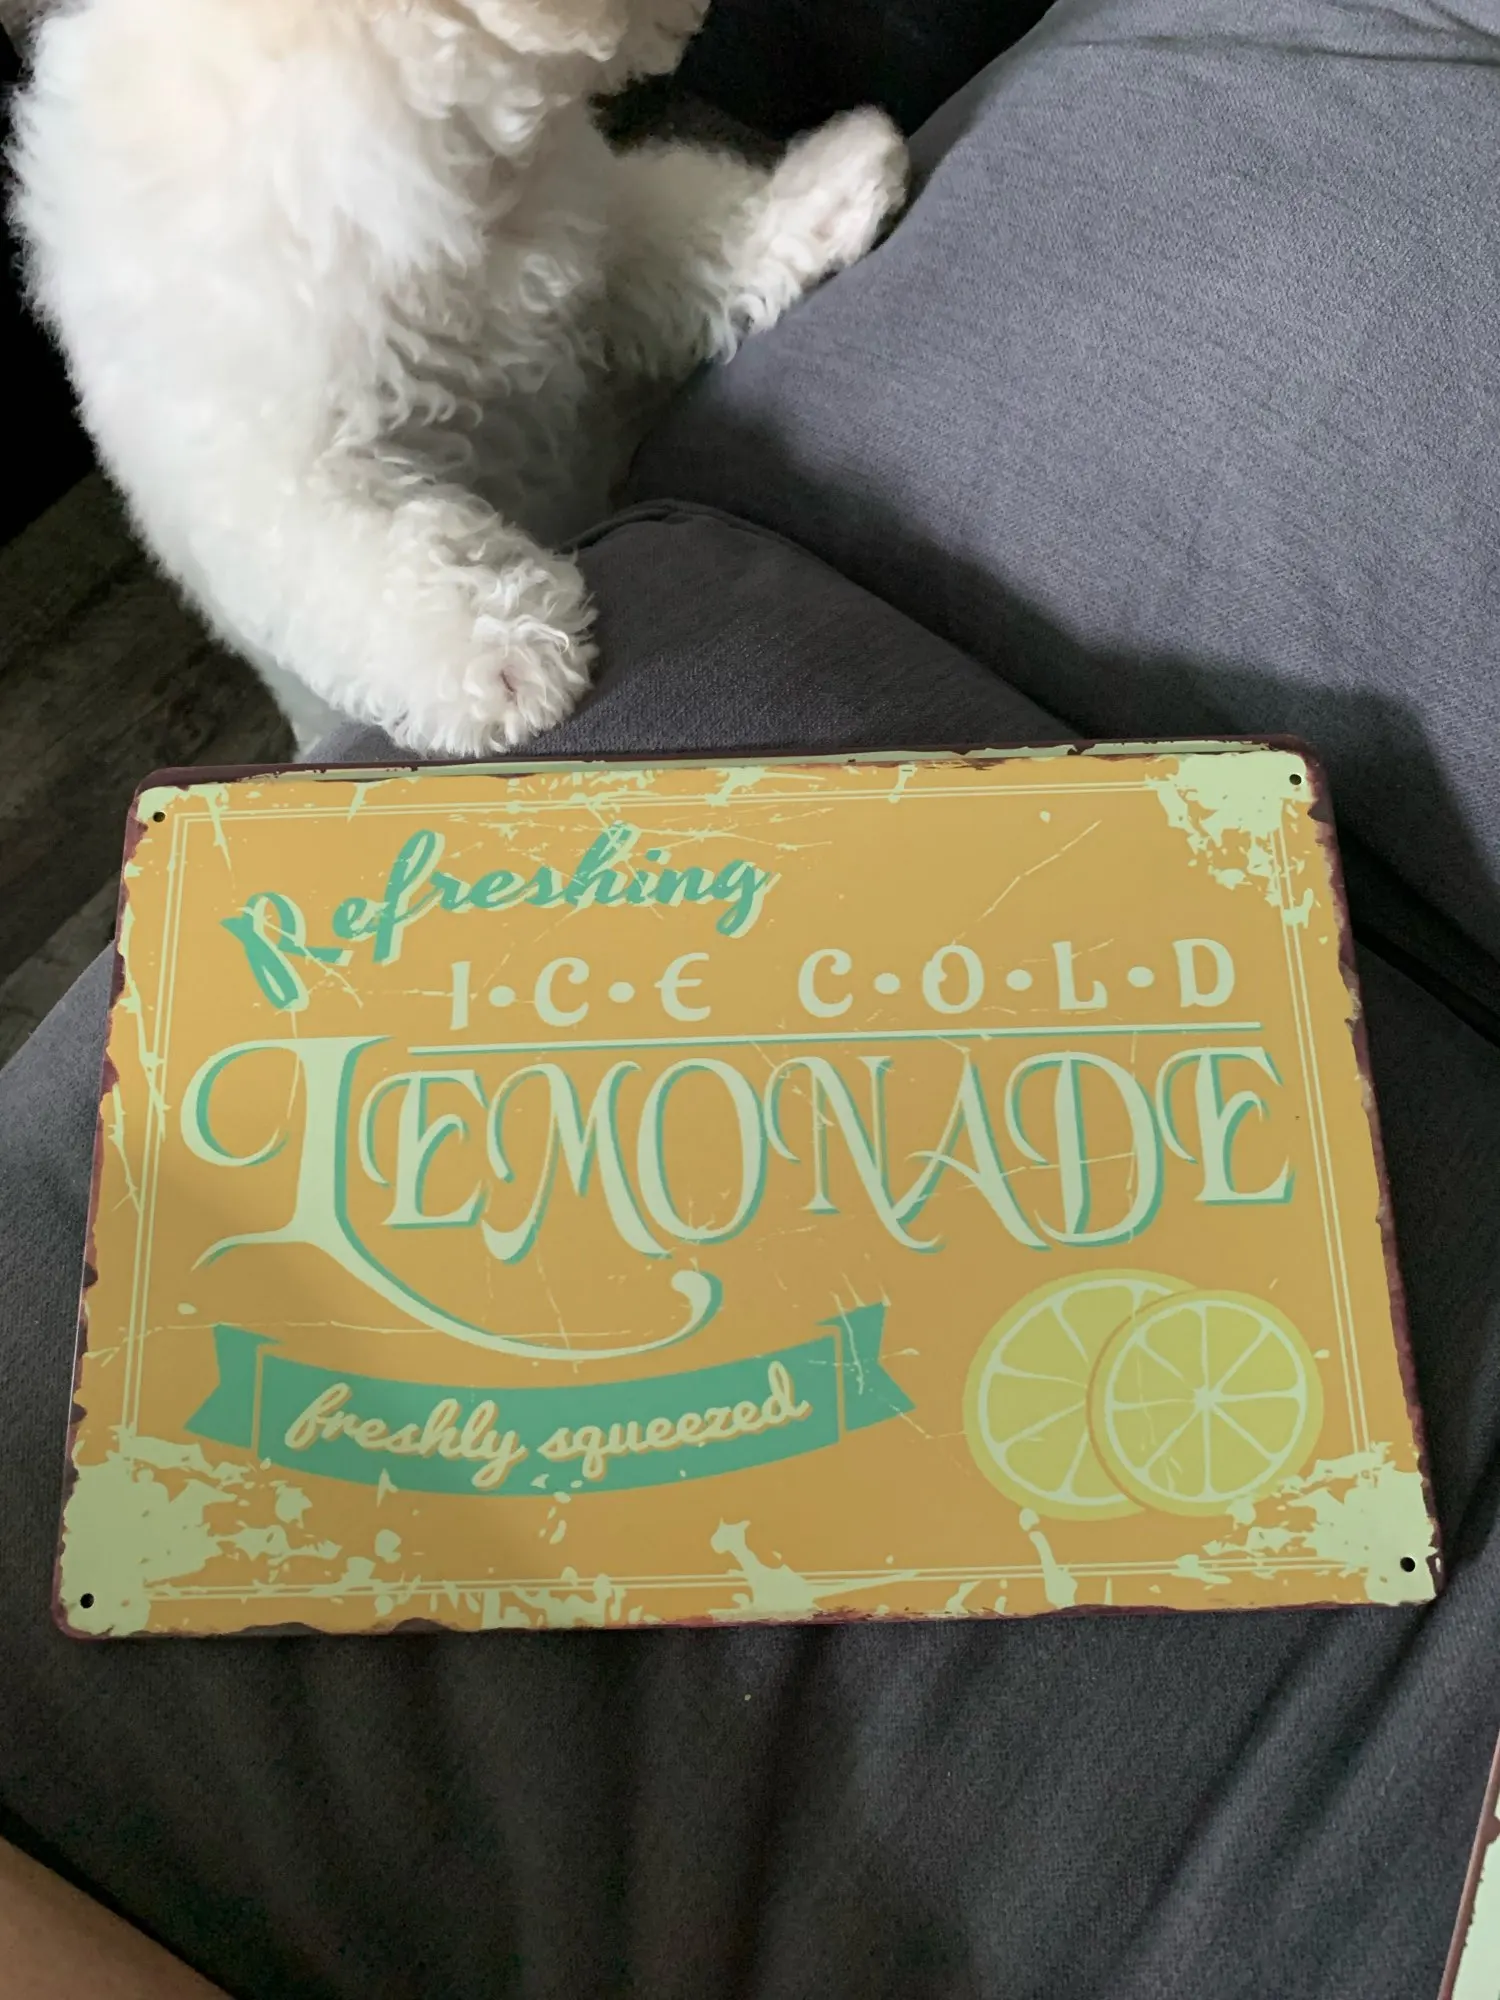 Refreshing
I•C•E C•O•L•D
LEMONADE
freshly squeezed